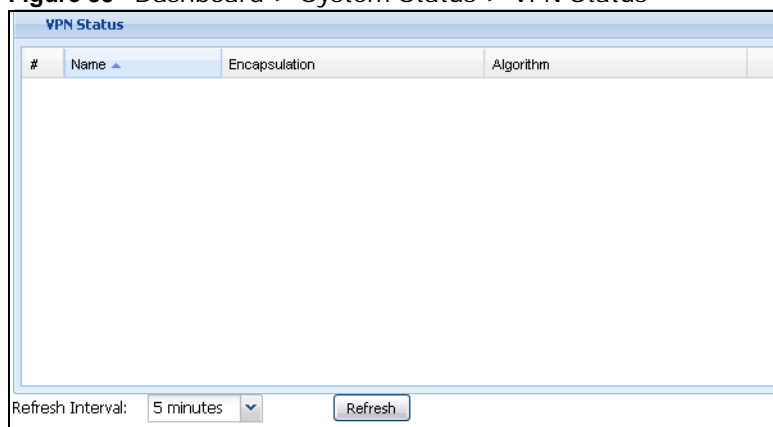 VPN Status
# Name Encapsulation Algorithm
Refresh Interval: 5 minutes Refresh